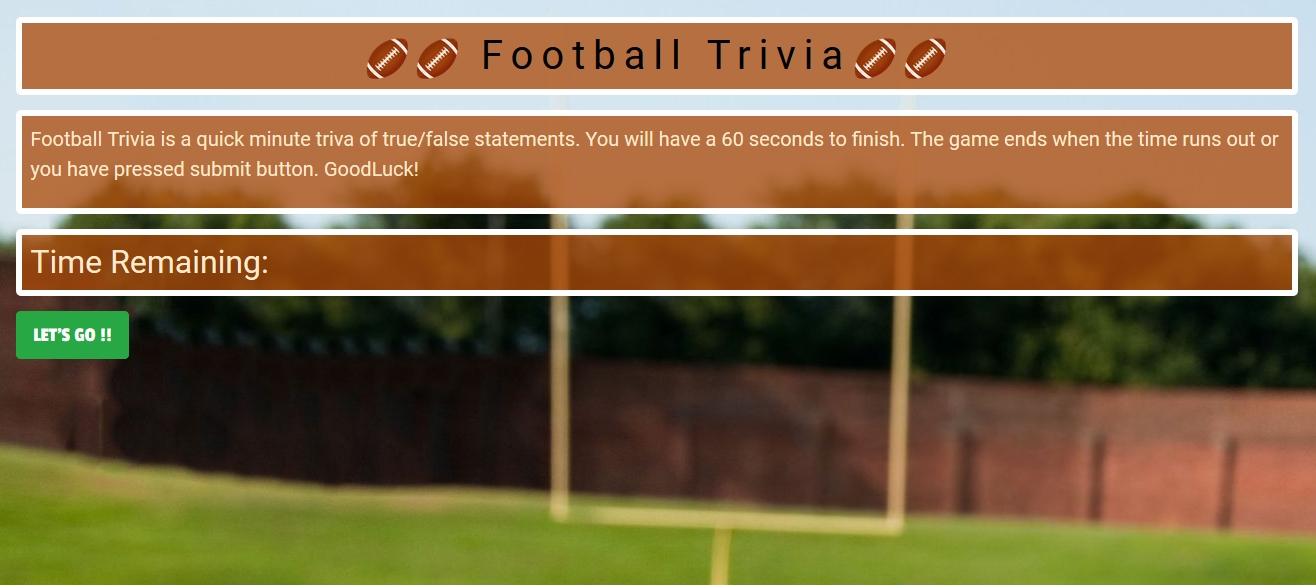 🏈🏈 Football Trivia🏈🏈
Football Trivia is a quick minute triva of true/false statements. You will have a 60 seconds to finish. The game ends when the time runs out or
you have pressed submit button. GoodLuck!
Time Remaining:
LET'S GO !!